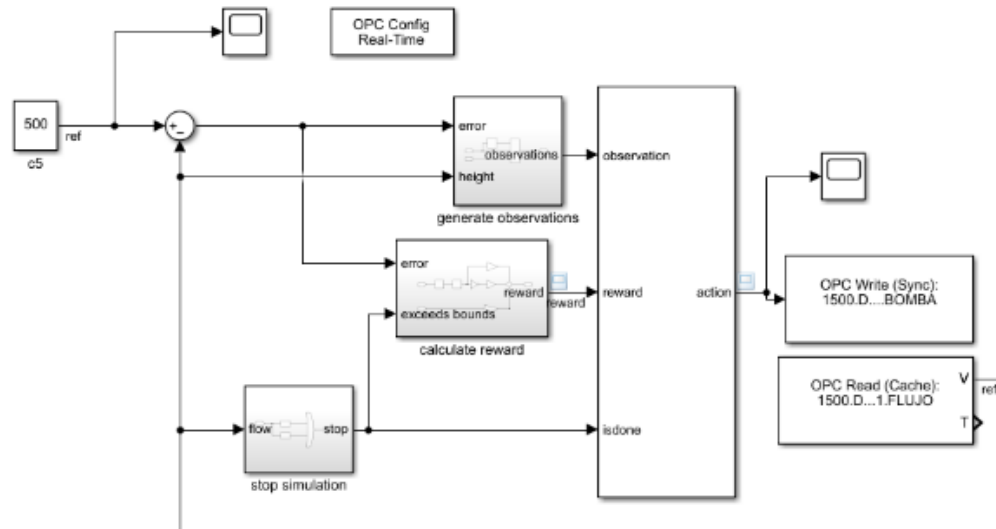 OPC Config
Real-Time
500
ref
c5
+
-
error
observations
height
generate observations
observation
error
reward
reward
exceeds bounds
calculate reward
reward
action
OPC Write (Sync):
1500.D....BOMBA
OPC Read (Cache):
1500.D...1.FLUJO
V
ref
T
flow
stop
isdone
stop simulation